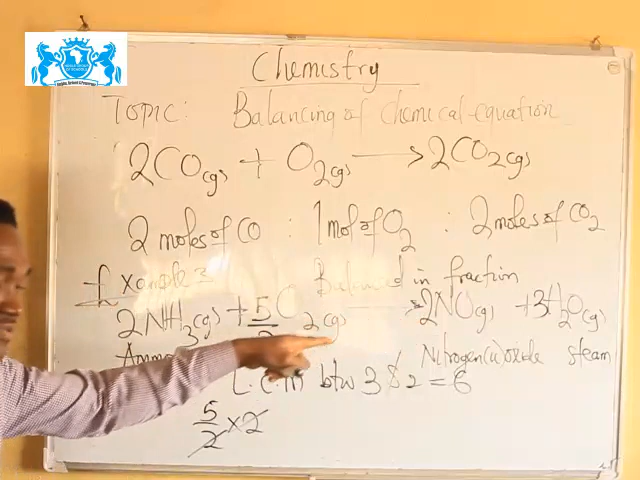 Chemistry
Topic: Balancing of chemical equation
2CO(g) + O2(g) → 2CO2(g)
2 moles of CO : 1 mol of O2 : 2 moles of CO2
Example 3 Balanced in fraction
2NH3(g) + 5/2 O2(g) → 2NO(g) + 3H2O(g)
Nitrogen(ii)oxide steam
L.C.M btw 3 & 2 = 6
5/2 × 2